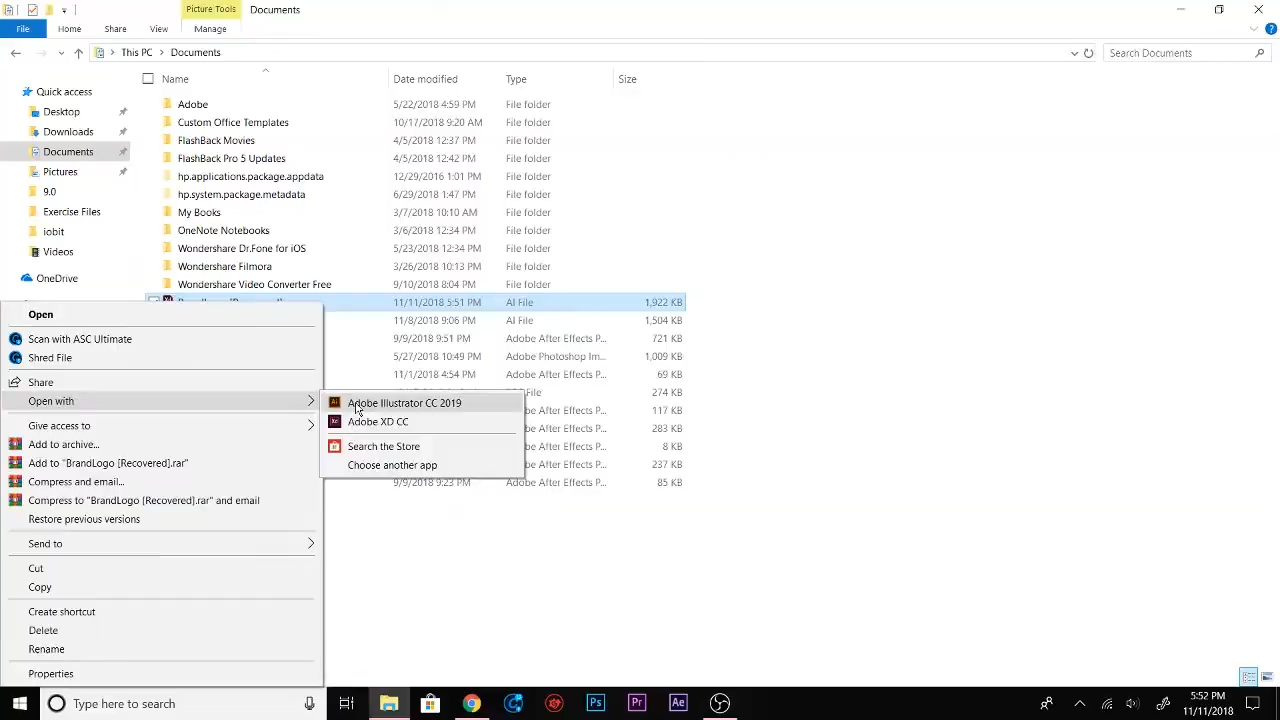 Picture Tools
Documents
File
Home
Share
View
Manage
This PC
Documents
Search Documents
Name
Date modified
Type
Size
Quick access
Desktop
Downloads
Documents
Pictures
9.0
Exercise Files
iobit
Videos
OneDrive
Adobe 5/22/2018 4:59 PM File folder
Custom Office Templates 10/17/2018 9:20 AM File folder
FlashBack Movies 4/5/2018 12:37 PM File folder
FlashBack Pro 5 Updates 4/5/2018 12:42 PM File folder
hp.applications.package.appdata 12/29/2016 1:01 PM File folder
hp.system.package.metadata 6/29/2018 1:47 PM File folder
My Books 3/7/2018 10:10 AM File folder
OneNote Notebooks 3/6/2018 12:34 PM File folder
Wondershare Dr.Fone for iOS 5/23/2018 12:34 PM File folder
Wondershare Filmora 3/26/2018 10:13 PM File folder
Wondershare Video Converter Free 9/10/2018 8:04 PM File folder
11/11/2018 5:51 PM AI File 1,922 KB
11/8/2018 9:06 PM AI File 1,504 KB
9/9/2018 9:51 PM Adobe After Effects P... 721 KB
5/27/2018 10:49 PM Adobe Photoshop Im... 1,009 KB
11/1/2018 4:54 PM Adobe After Effects P... 69 KB
File 274 KB
be After Effects P... 117 KB
be After Effects P... 283 KB
8 KB
be After Effects P... 237 KB
9/9/2018 9:23 PM Adobe After Effects P... 85 KB
Open
Scan with ASC Ultimate
Shred File
Share
Open with
Give access to
Add to archive...
Add to "BrandLogo [Recovered].rar"
Compress and email...
Compress to "BrandLogo [Recovered].rar" and email
Restore previous versions
Send to
Cut
Copy
Create shortcut
Delete
Rename
Properties
Adobe Illustrator CC 2019
Adobe XD CC
Search the Store
Choose another app
Type here to search
Ps
Pr
Ae
5:52 PM
11/11/2018